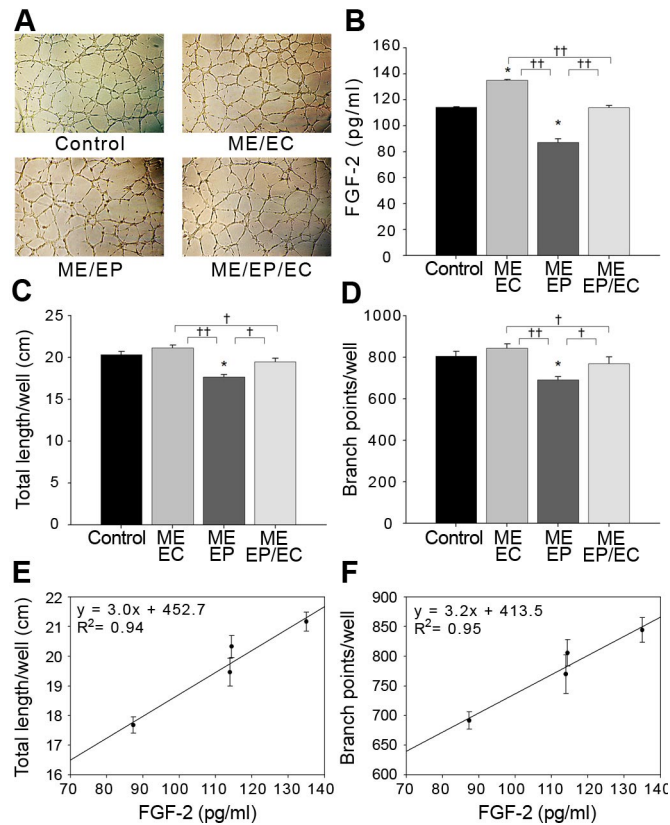 A
Control
ME/EC
ME/EP
ME/EP/EC
B
FGF-2 (pg/ml)
160
140
120
100
80
60
40
20
0
*
††
††
*
††
Control
ME
EC
ME
EP
ME
EP/EC
C
Total length/well (cm)
25
20
15
10
5
0
†
††
†
*
Control
ME
EC
ME
EP
ME
EP/EC
D
Branch points/well
1000
800
600
400
200
0
†
††
†
*
Control
ME
EC
ME
EP
ME
EP/EC
E
Total length/well (cm)
22
21
20
19
18
17
16
y = 3.0x + 452.7
R²= 0.94
70 80 90 100 110 120 130 140
FGF-2 (pg/ml)
F
Branch points/well
900
850
800
750
700
650
600
y = 3.2x + 413.5
R²= 0.95
70 80 90 100 110 120 130 140
FGF-2 (pg/ml)